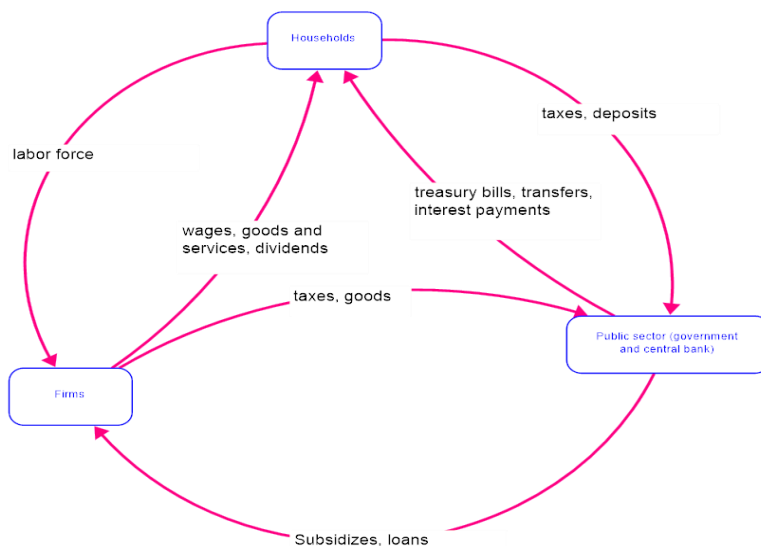 Households
taxes, deposits
labor force
treasury bills, transfers,
interest payments
wages, goods and
services, dividends
taxes, goods
Public sector (government
and central bank)
Firms
Subsidizes, loans